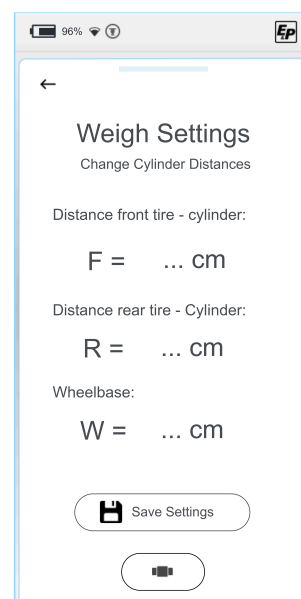 96%
EP
Weigh Settings
Change Cylinder Distances
Distance front tire - cylinder:
F = ... cm
Distance rear tire - Cylinder:
R = ... cm
Wheelbase:
W = ... cm
Save Settings